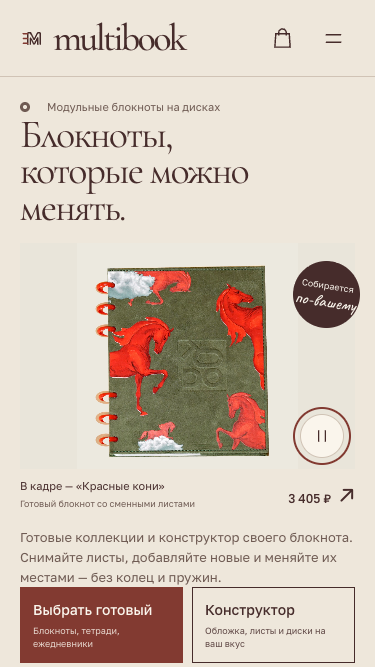 multibook
Модульные блокноты на дисках
Блокноты,
которые можно
менять.
Собирается
по-вашему
В кадре — «Красные кони»
Готовый блокнот со сменными листами
3 405 ₽
Готовые коллекции и конструктор своего блокнота.
Снимайте листы, добавляйте новые и меняйте их
местами — без колец и пружин.
Выбрать готовый
Блокноты, тетради,
ежедневники
Конструктор
Обложка, листы и диски на
ваш вкус